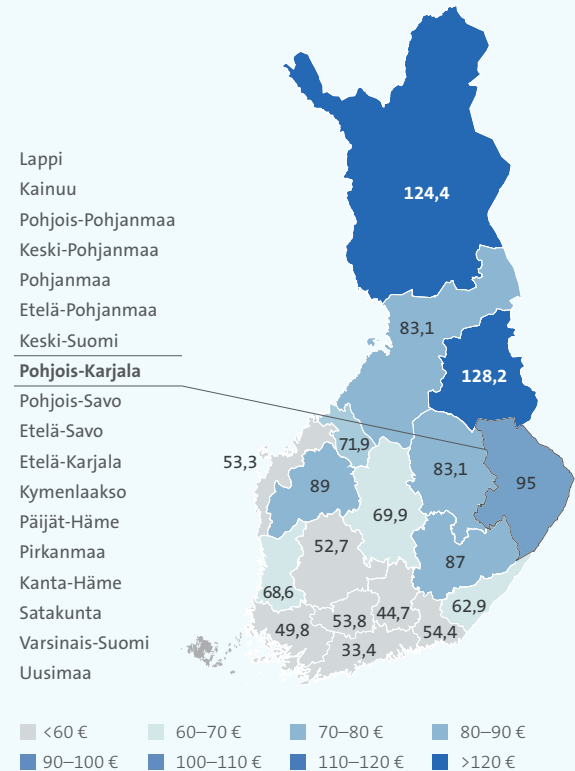 Lappi
Kainuu
Pohjois-Pohjanmaa
Keski-Pohjanmaa
Pohjanmaa
Etelä-Pohjanmaa
Keski-Suomi
Pohjois-Karjala
Pohjois-Savo
Etelä-Savo
Etelä-Karjala
Kymenlaakso
Päijät-Häme
Pirkanmaa
Kanta-Häme
Satakunta
Varsinais-Suomi
Uusimaa
124,4
83,1
128,2
71,9
53,3
83,1
89
95
69,9
52,7
87
68,6
62,9
53,8
44,7
49,8
54,4
33,4
<60 € 60–70 € 70–80 € 80–90 €
90–100 € 100–110 € 110–120 € >120 €